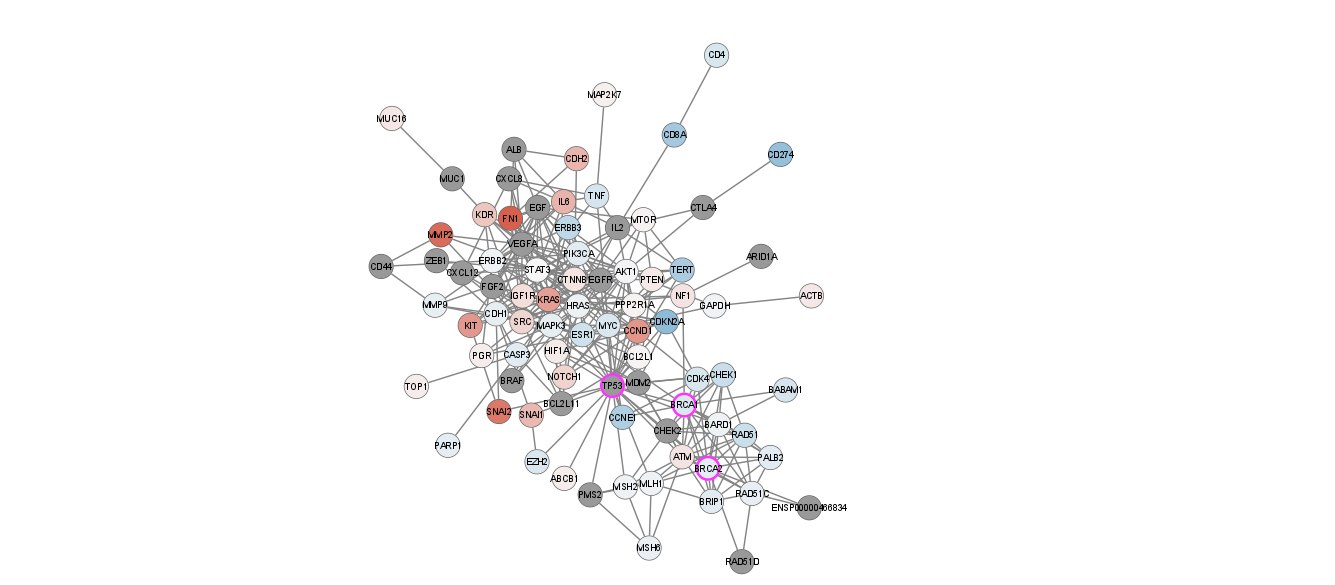 CD4
MAP2K7
MUC16
CD8A
ALB
CD274
CDH2
MUC1
CXCL8
TNF
IL6
EGF
CTLA4
KDR
FN1
MTOR
ERBB3
IL2
MMP2
VEGFA
PIK3CA
ARID1A
ZEB1
ERBB2
CD44
CXCL12
STAT3
AKT1
TERT
CTNNB1
EGFR
PTEN
FGF2
IGF1R
NF1
ACTB
KRAS
MMP9
HRAS
PPP2R1A
GAPDH
CDH1
SRC
CDKN2A
KIT
MAPK3
MYC
ESR1
CCND1
HIF1A
PGR
CASP3
BCL2L1
NOTCH1
CDK4
CHEK1
BRAF
TOP1
TP53
MDM2
BABAM1
BCL2L11
BRCA1
SNAI2
SNAI1
CCNE1
BARD1
CHEK2
RAD51
PARP1
ATM
PALB2
EZH2
BRCA2
ABCB1
MSH2
MLH1
PMS2
RAD51C
BRIP1
ENSP00000466834
MSH6
RAD51D